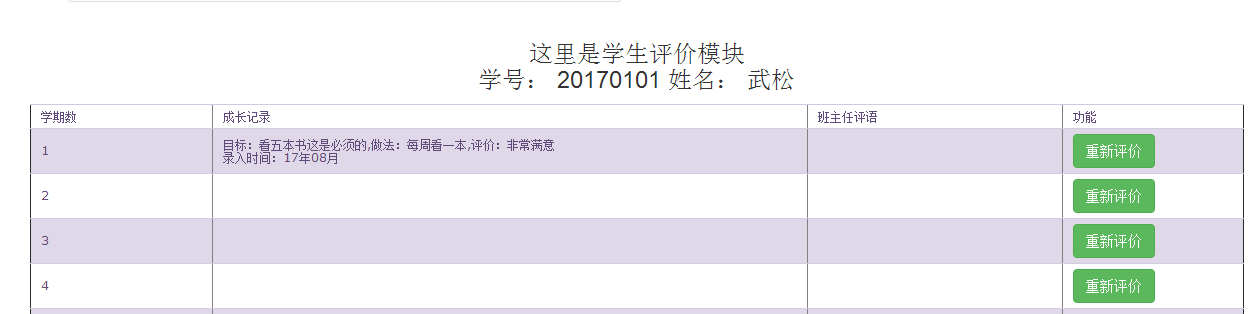 这里是学生评价模块
学号： 20170101 姓名： 武松
学期数 成长记录 班主任评语 功能
1 目标：看五本书这是必须的,做法：每周看一本,评价：非常满意 重新评价
录入时间：17年08月
2 重新评价
3 重新评价
4 重新评价